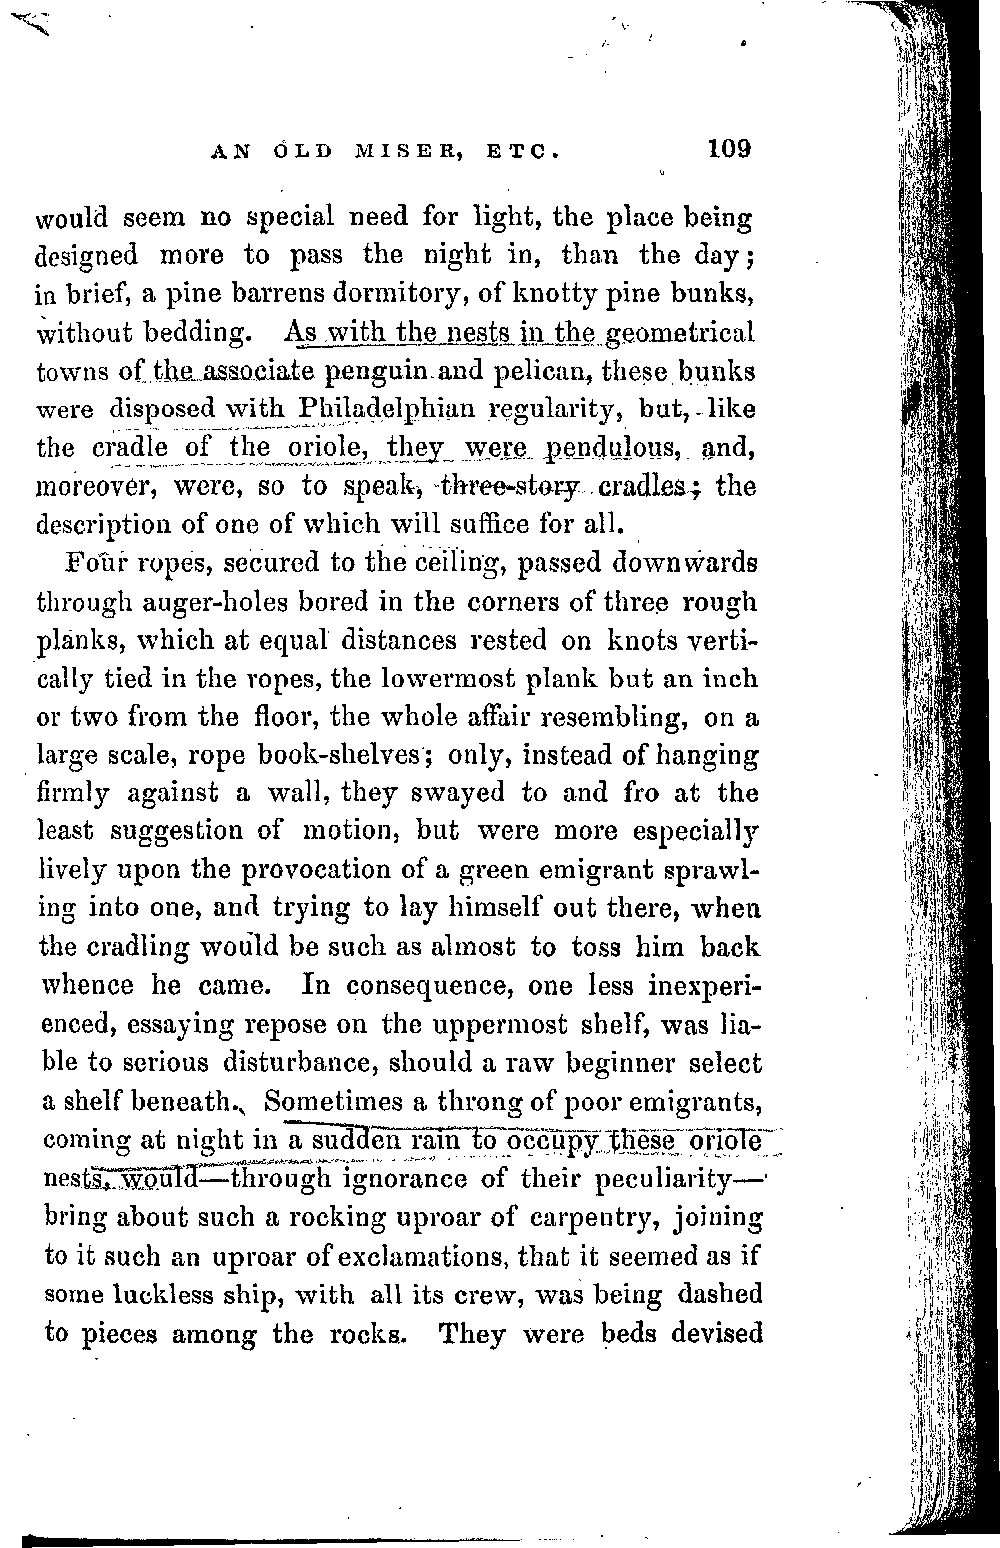 AN OLD MISER, ETC. 109
would seem no special need for light, the place being
designed more to pass the night in, than the day;
in brief, a pine barrens dormitory, of knotty pine bunks,
without bedding. As with the nests in the geometrical
towns of the associate penguin and pelican, these bunks
were disposed with Philadelphian regularity, but, like
the cradle of the oriole, they were pendulous, and,
moreover, were, so to speak, three-story cradles; the
description of one of which will suffice for all.
Four ropes, secured to the ceiling, passed downwards
through auger-holes bored in the corners of three rough
planks, which at equal distances rested on knots verti-
cally tied in the ropes, the lowermost plank but an inch
or two from the floor, the whole affair resembling, on a
large scale, rope book-shelves; only, instead of hanging
firmly against a wall, they swayed to and fro at the
least suggestion of motion, but were more especially
lively upon the provocation of a green emigrant sprawl-
ing into one, and trying to lay himself out there, when
the cradling would be such as almost to toss him back
whence he came. In consequence, one less inexperi-
enced, essaying repose on the uppermost shelf, was lia-
ble to serious disturbance, should a raw beginner select
a shelf beneath. Sometimes a throng of poor emigrants,
coming at night in a sudden rain to occupy these oriole
nests, would—through ignorance of their peculiarity—
bring about such a rocking uproar of carpentry, joining
to it such an uproar of exclamations, that it seemed as if
some luckless ship, with all its crew, was being dashed
to pieces among the rocks. They were beds devised